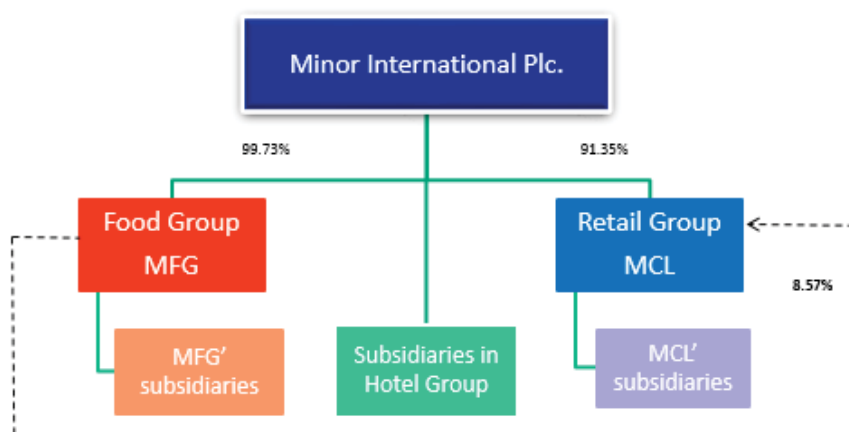 Minor International Plc.
99.73%
91.35%
Food Group
MFG
Retail Group
MCL
8.57%
MFG’
subsidiaries
Subsidiaries in
Hotel Group
MCL’
subsidiaries